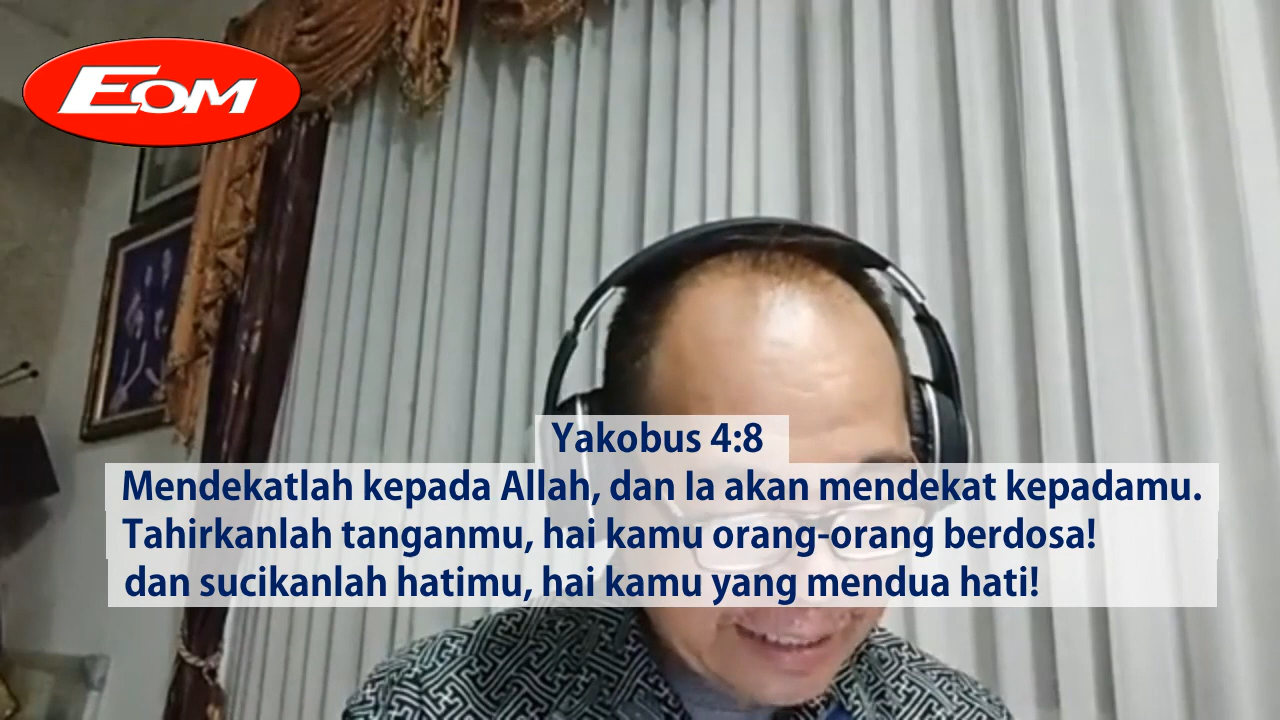 EOM
Yakobus 4:8
Mendekatlah kepada Allah, dan Ia akan mendekat kepadamu.
Tahirkanlah tanganmu, hai kamu orang-orang berdosa!
dan sucikanlah hatimu, hai kamu yang mendua hati!